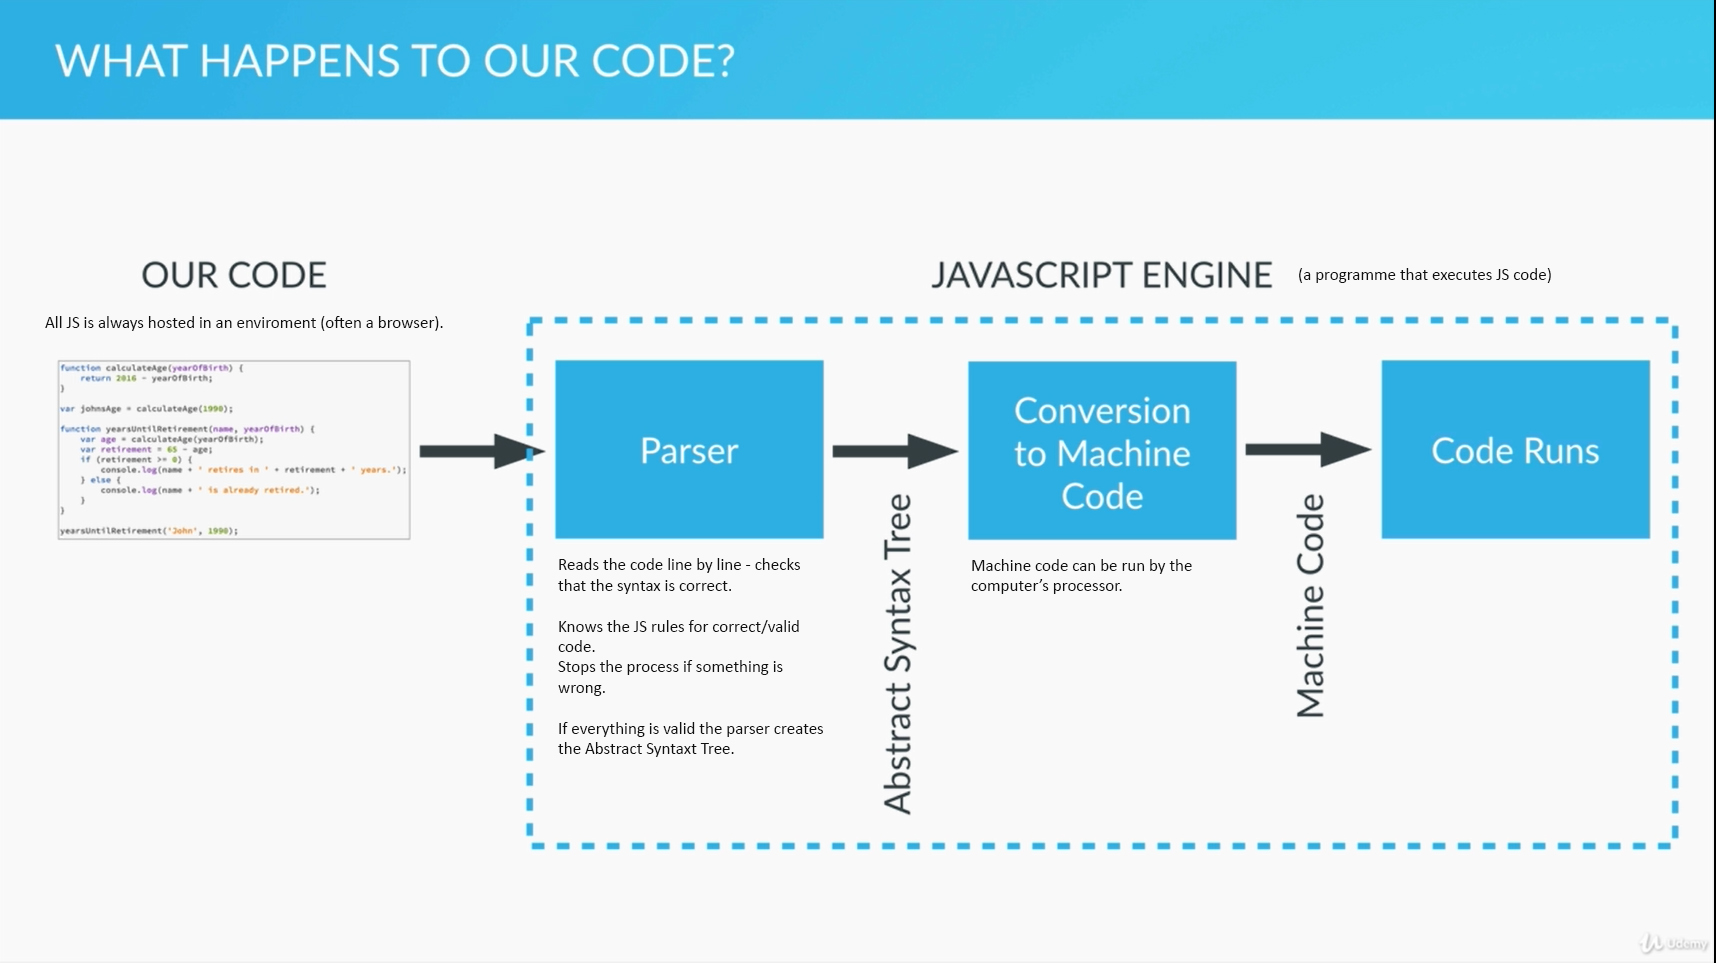 WHAT HAPPENS TO OUR CODE?
OUR CODE
All JS is always hosted in an enviroment (often a browser).
function calculateAge(yearOfBirth) {
return 2016 - yearOfBirth;
}
var johnsAge = calculateAge(1990);
function yearsUntilRetirement(name, yearOfBirth) {
var age = calculateAge(yearOfBirth);
var retirement = 65 - age;
if (retirement >= 0) {
console.log(name + ' retires in ' + retirement + ' years.');
} else {
console.log(name + ' is already retired.');
}
}
yearsUntilRetirement('John', 1990);
JAVASCRIPT ENGINE (a programme that executes JS code)
Parser
Reads the code line by line - checks
that the syntax is correct.
Knows the JS rules for correct/valid
code.
Stops the process if something is
wrong.
If everything is valid the parser creates
the Abstract Syntaxt Tree.
Abstract Syntax Tree
Conversion
to Machine
Code
Machine code can be run by the
computer’s processor.
Machine Code
Code Runs
Udemy